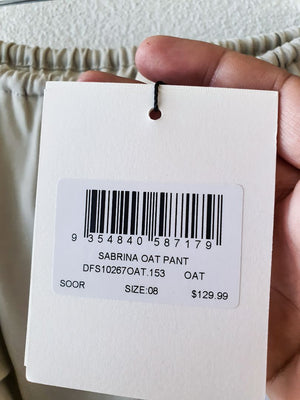 9 354840 587179
SABRINA OAT PANT
DFS10267OAT.153 OAT
SOOR SIZE:08 $129.99